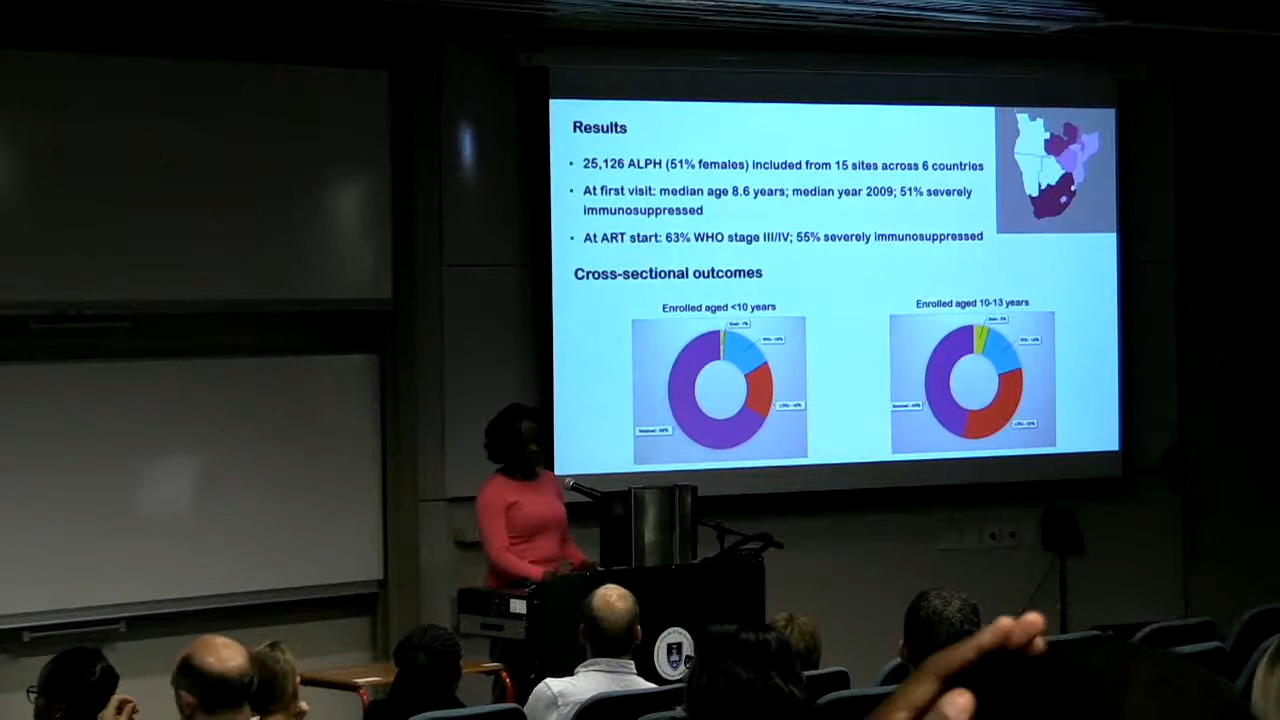 Results
• 25,126 ALPH (51% females) included from 15 sites across 6 countries
• At first visit: median age 8.6 years; median year 2009; 51% severely
immunosuppressed
• At ART start: 63% WHO stage III/IV; 55% severely immunosuppressed
Cross-sectional outcomes
Enrolled aged <10 years
Enrolled aged 10-13 years